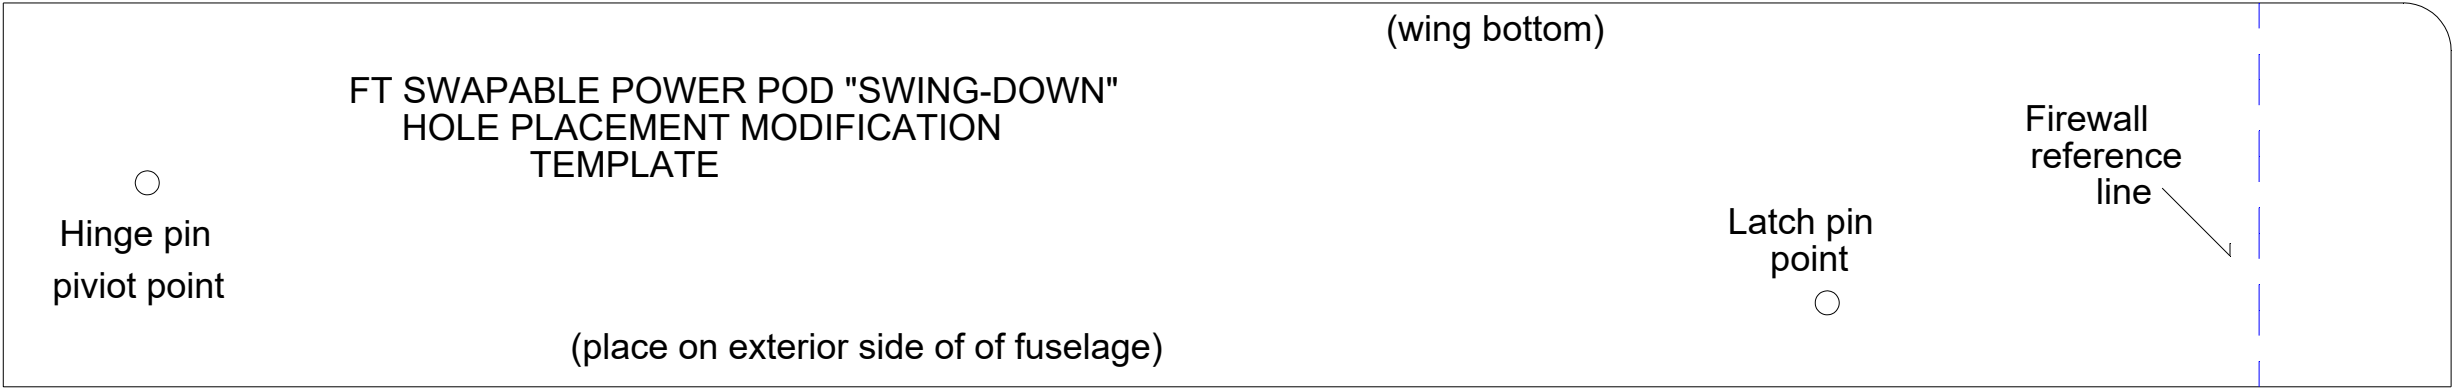 (wing bottom)
FT SWAPABLE POWER POD "SWING-DOWN"
HOLE PLACEMENT MODIFICATION
TEMPLATE
Hinge pin
piviot point
Latch pin
point
Firewall
reference
line
(place on exterior side of of fuselage)